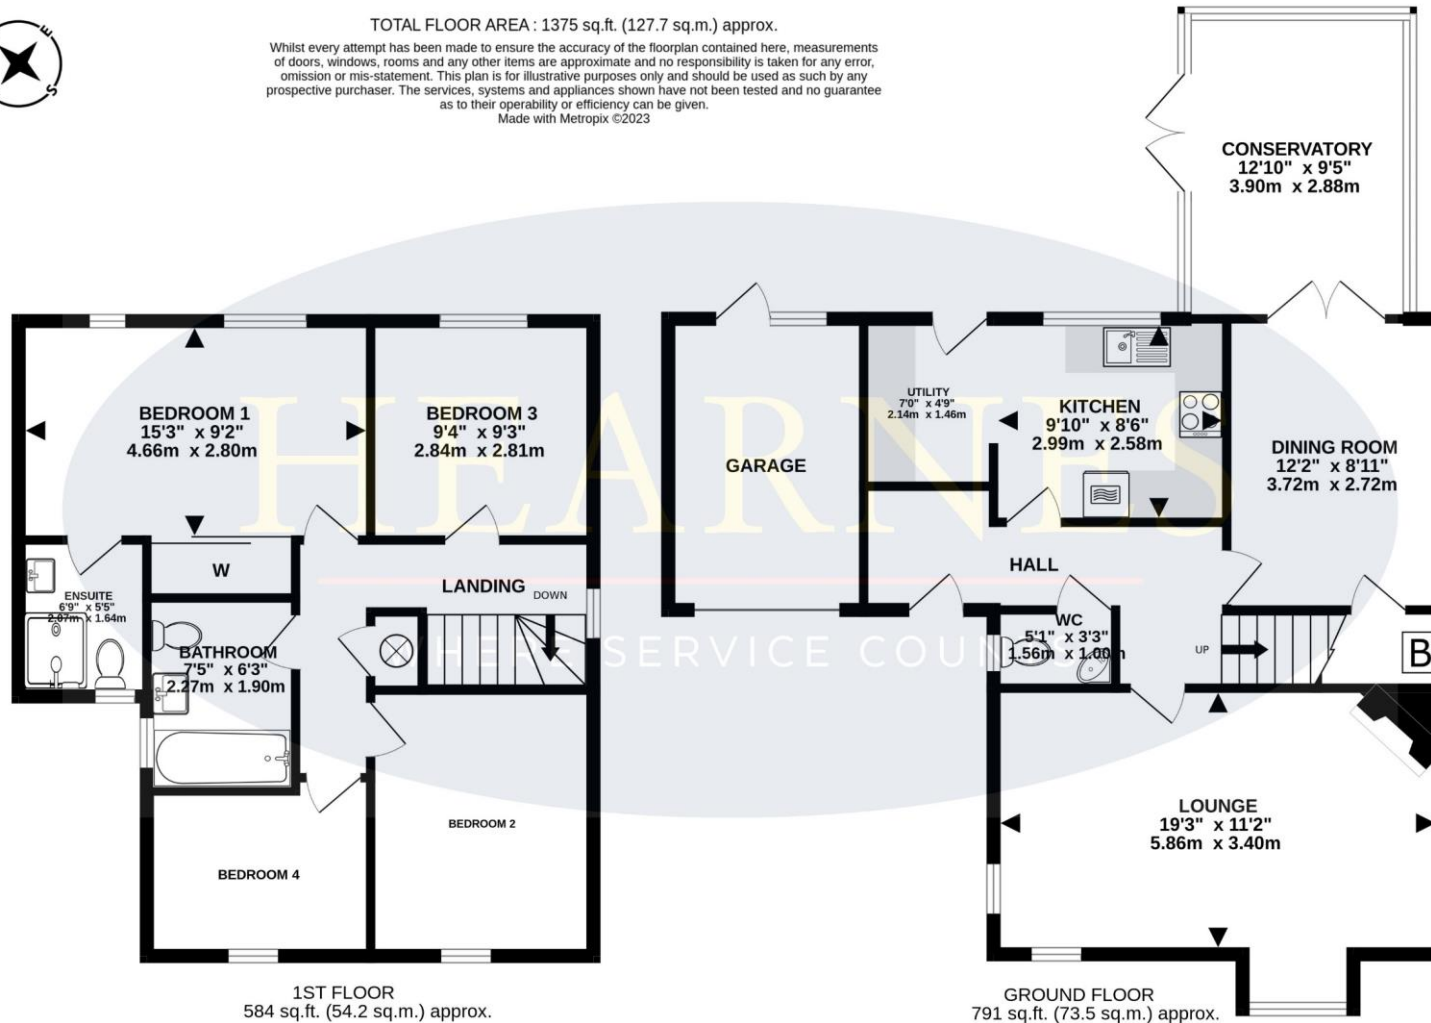 TOTAL FLOOR AREA : 1375 sq.ft. (127.7 sq.m.) approx.
Whilst every attempt has been made to ensure the accuracy of the floorplan contained here, measurements
of doors, windows, rooms and any other items are approximate and no responsibility is taken for any error,
omission or mis-statement. This plan is for illustrative purposes only and should be used as such by any
prospective purchaser. The services, systems and appliances shown have not been tested and no guarantee
as to their operability or efficiency can be given.
Made with Metropix ©2023
E
S
CONSERVATORY
12'10" x 9'5"
3.90m x 2.88m
BEDROOM 1
15'3" x 9'2"
4.66m x 2.80m
BEDROOM 3
9'4" x 9'3"
2.84m x 2.81m
GARAGE
UTILITY
7'0" x 4'9"
2.14m x 1.46m
KITCHEN
9'10" x 8'6"
2.99m x 2.58m
DINING ROOM
12'2" x 8'11"
3.72m x 2.72m
HEARNES
WHERE SERVICE COUNTS
W
ENSUITE
6'9" x 5'5"
2.07m x 1.64m
LANDING
DOWN
HALL
BATHROOM
7'5" x 6'3"
2.27m x 1.90m
WC
5'1" x 3'3"
1.56m x 1.00m
UP
B
BEDROOM 2
BEDROOM 4
LOUNGE
19'3" x 11'2"
5.86m x 3.40m
1ST FLOOR
584 sq.ft. (54.2 sq.m.) approx.
GROUND FLOOR
791 sq.ft. (73.5 sq.m.) approx.